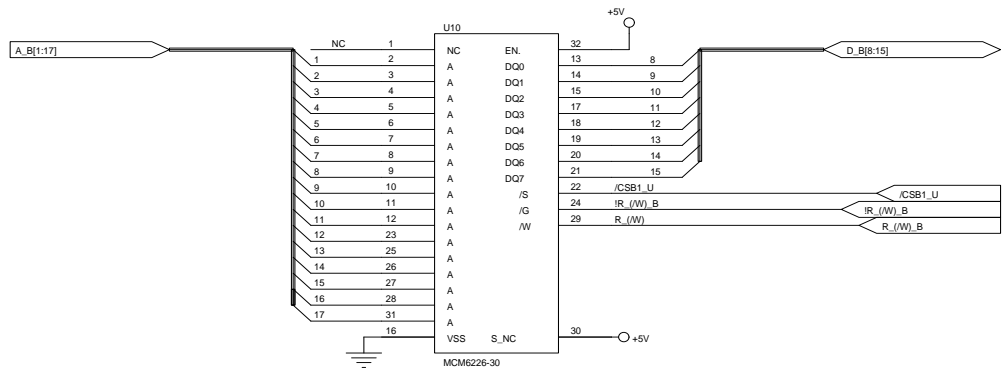 +5V
U10
A_B[1:17]
NC 1 NC EN. 32
D_B[8:15]
1 2 A DQ0 13 8
2 3 A DQ1 14 9
3 4 A DQ2 15 10
4 5 A DQ3 17 11
5 6 A DQ4 18 12
6 7 A DQ5 19 13
7 8 A DQ6 20 14
8 9 A DQ7 21 15
9 10 A /S 22 /CSB1_U /CSB1_U
10 11 A /G 24 !R_(/W)_B !R_(/W)_B
11 12 A /W 29 R_(/W) R_(/W)_B
12 23 A
13 25 A
14 26 A
15 27 A
16 28 A
17 31 A
16 VSS S_NC 30 +5V
MCM6226-30